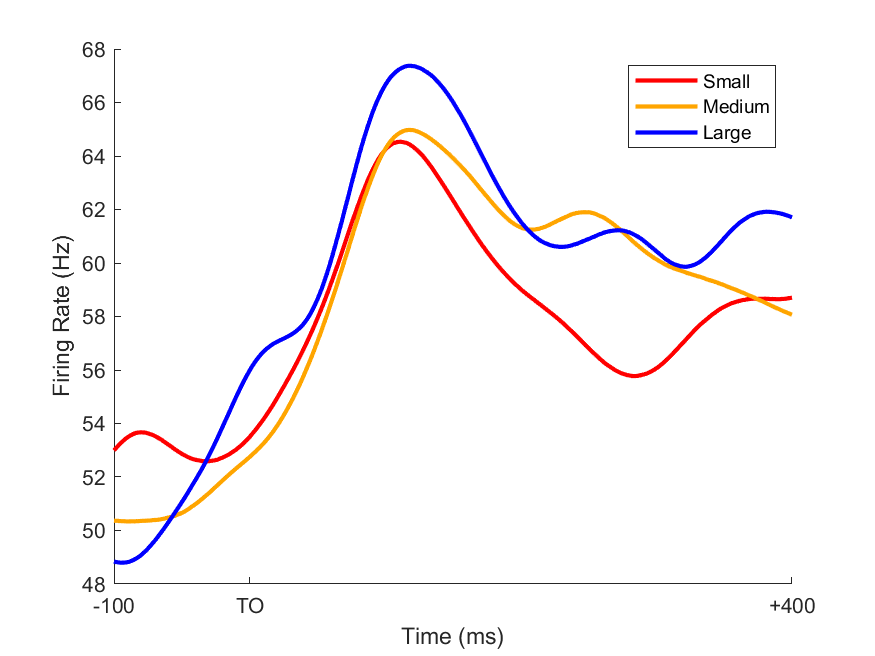 68
66
64
62
60
58
56
54
52
50
48
Firing Rate (Hz)
Small
Medium
Large
-100
TO
+400
Time (ms)